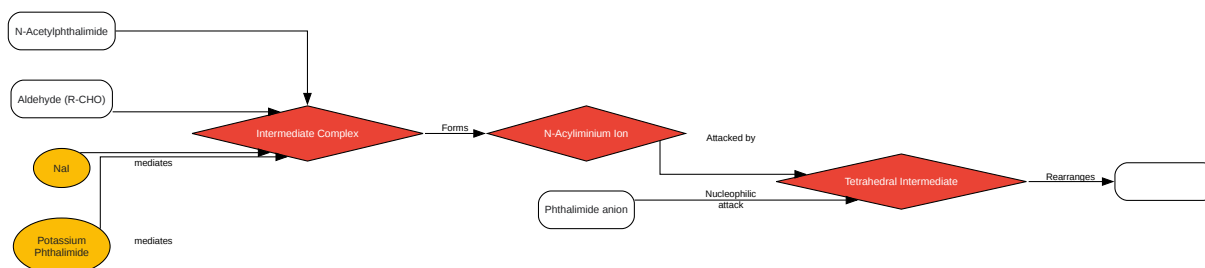 N-Acetylphthalimide
Aldehyde (R-CHO)
Intermediate Complex
Forms
N-Acyliminium Ion
Attacked by
NaI
mediates
Tetrahedral Intermediate
Rearranges
Phthalimide anion
Nucleophilic
attack
Potassium
Phthalimide
mediates